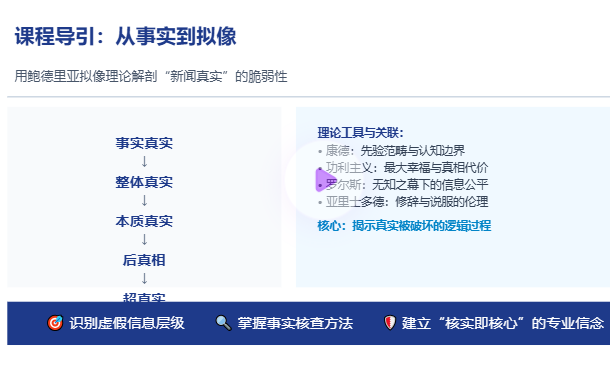 课程导引：从事实到拟像
用鲍德里亚拟像理论解剖“新闻真实”的脆弱性
事实真实
↓
整体真实
↓
本质真实
↓
后真相
↓
超真实
理论工具与关联：
• 康德：先验范畴与认知边界
• 功利主义：最大幸福与真相代价
• 罗尔斯：无知之幕下的信息公平
• 亚里士多德：修辞与说服的伦理
核心：揭示真实被破坏的逻辑过程
识别虚假信息层级 掌握事实核查方法 建立“核实即核心”的专业信念